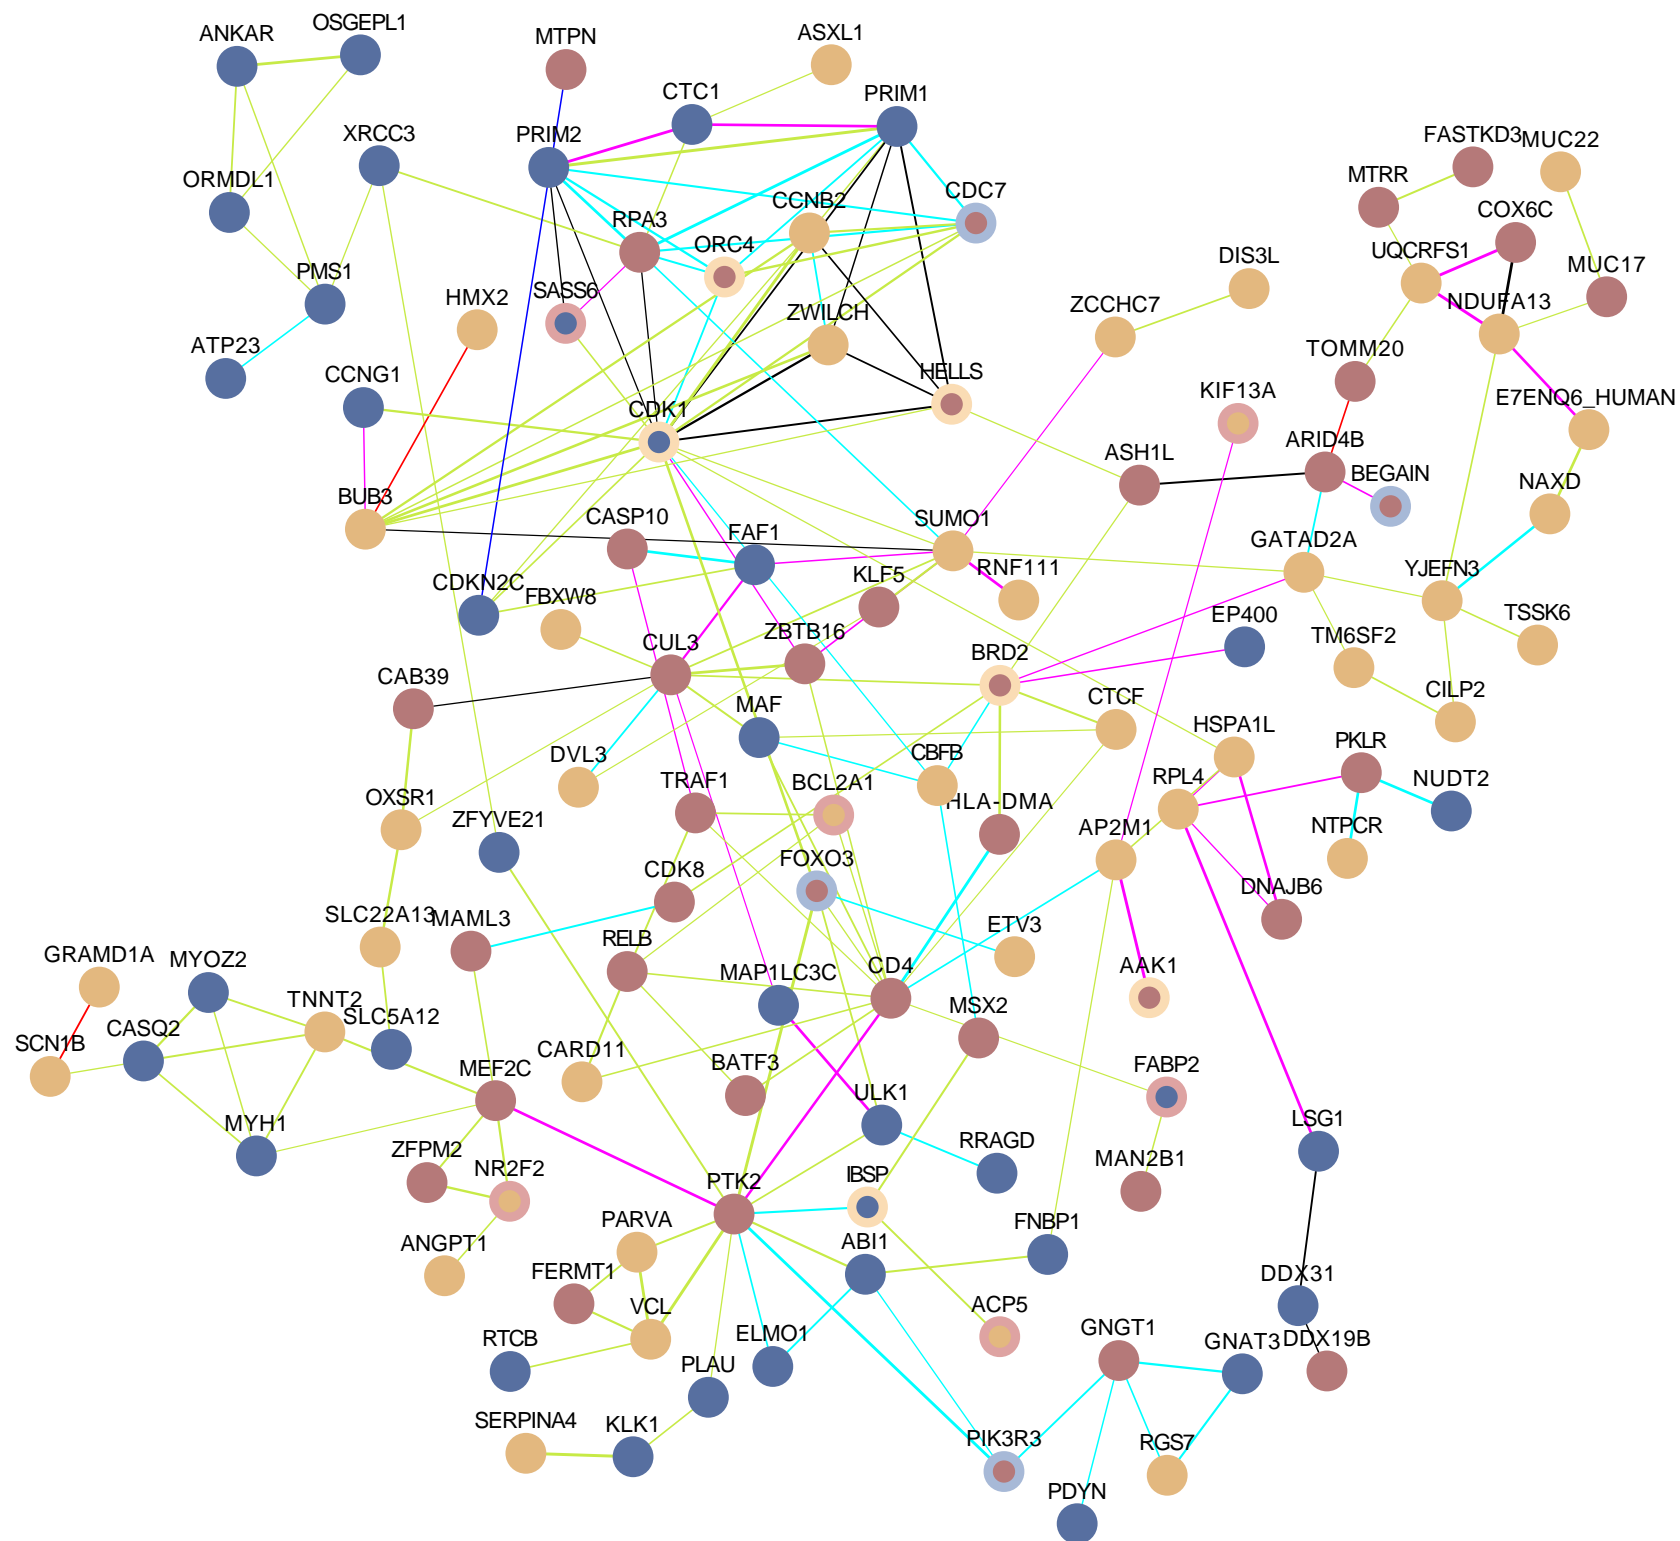 OSGEPL1
ANKAR
MTPN
ASXL1
CTC1
PRIM1
XRCC3
PRIM2
FASTKD3
MUC22
MTRR
ORMDL1
CCNB2
CDC7
COX6C
RPA3
ORC4
UQCRFS1
DIS3L
MUC17
PMS1
SASS6
HMX2
ZWILCH
ZCCHC7
NDUFA13
ATP23
TOMM20
CCNG1
HELLS
KIF13A
E7ENQ6_HUMAN
CDK1
ASH1L
ARID4B
BEGAIN
BUB3
NAXD
CASP10
FAF1
SUMO1
GATAD2A
CDKN2C
FBXW8
KLF5
RNF111
YJEFN3
EP400
TSSK6
CUL3
ZBTB16
BRD2
TM6SF2
CAB39
CTCF
CILP2
MAF
HSPA1L
PKLR
DVL3
CBFB
TRAF1
BCL2A1
RPL4
NUDT2
OXSR1
HLA-DMA
ZFYVE21
AP2M1
NTPCR
FOXO3
CDK8
DNAJB6
SLC22A13
MAML3
ETV3
RELB
GRAMD1A
MYOZ2
MAP1LC3C
CD4
AAK1
TNNT2
SLC5A12
MSX2
SCN1B
CASQ2
CARD11
BATF3
FABP2
MEF2C
ULK1
MYH1
LSG1
RRAGD
ZFPM2
NR2F2
MAN2B1
PTK2
IBSP
PARVA
FNBP1
ANGPT1
ABI1
FERMT1
DDX31
VCL
ACP5
RTCB
ELMO1
GNGT1
GNAT3
DDX19B
PLAU
SERPINA4
KLK1
PIK3R3
RGS7
PDYN